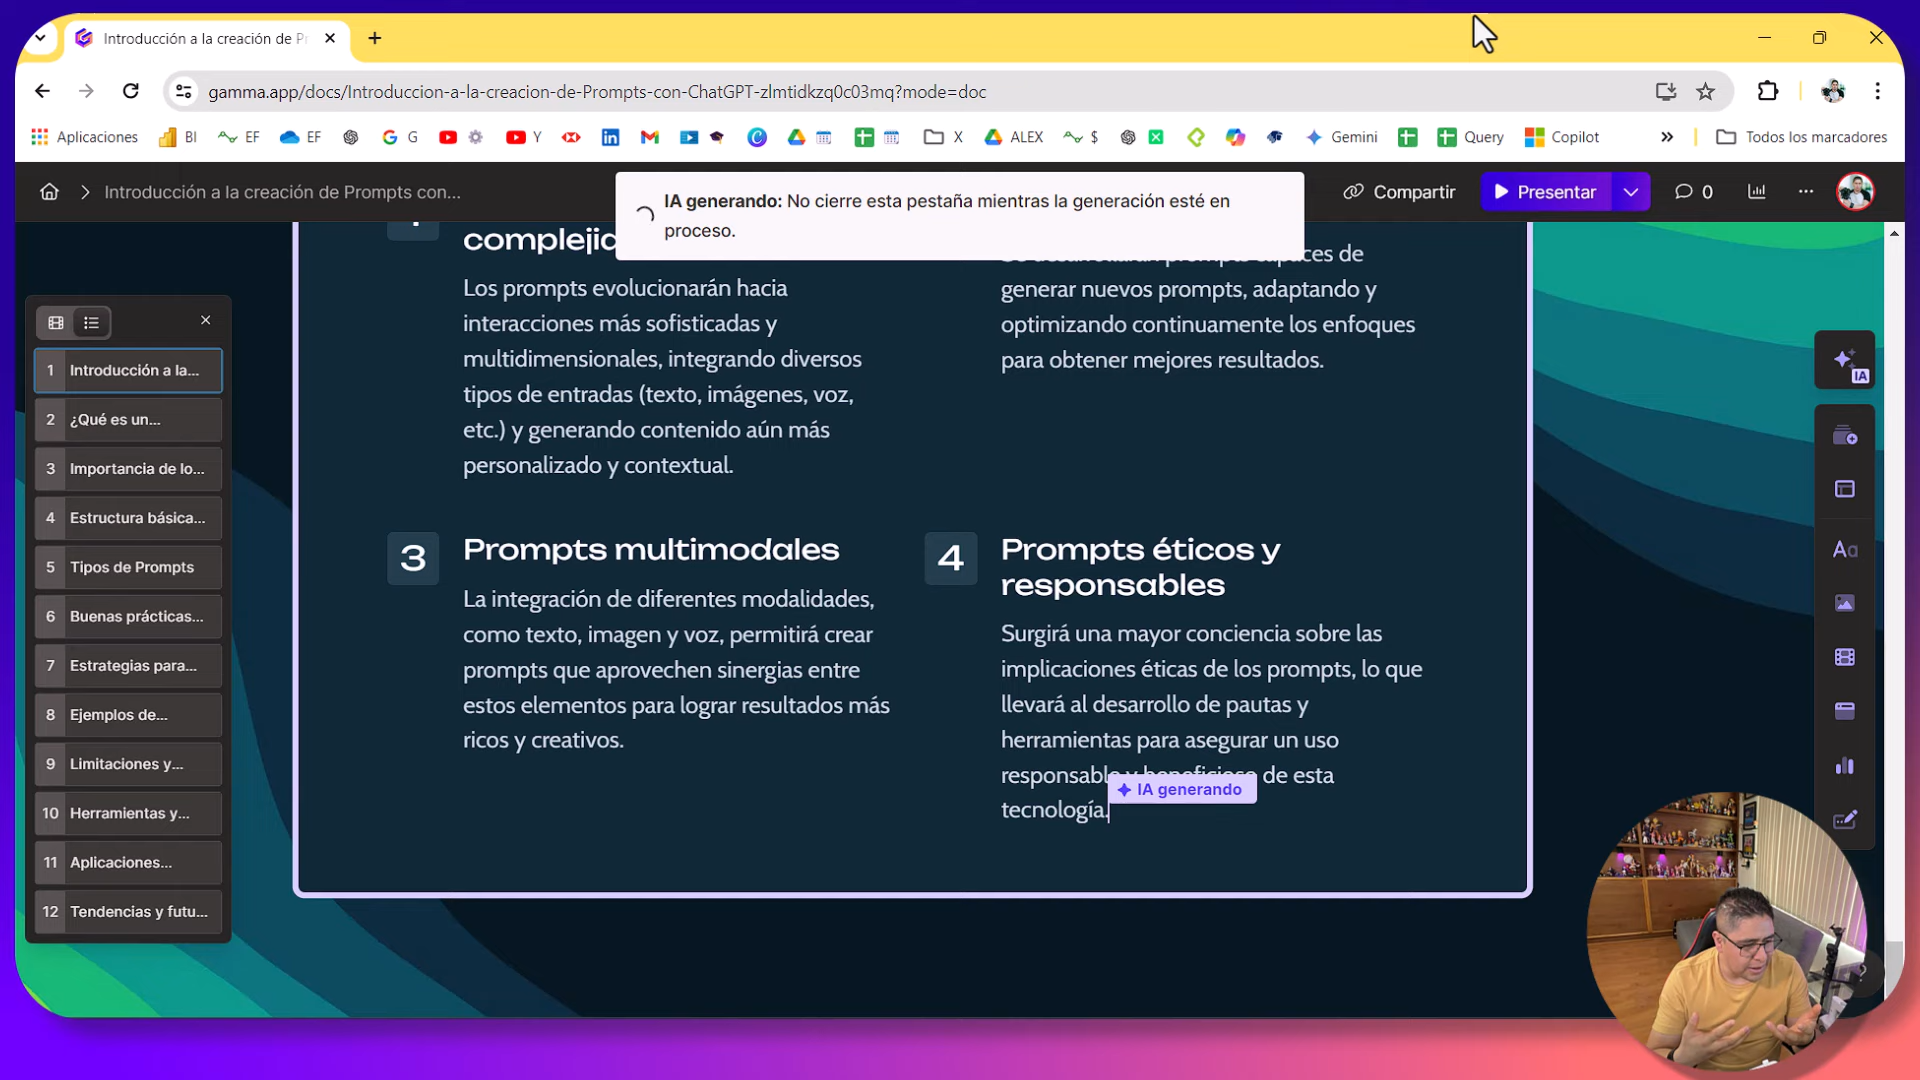 Introducción a la creación de P
gamma.app/docs/Introduccion-a-la-creacion-de-Prompts-con-ChatGPT-zlmtidkzq0c03mq?mode=doc
Aplicaciones
BI
EF
EF
G
Y
X
ALEX
$
Gemini
Query
Copilot
»
Todos los marcadores
Introducción a la creación de Prompts con...
IA generando: No cierre esta pestaña mientras la generación esté en
proceso.
Compartir
Presentar
0
IA
1 Introducción a la...
2 ¿Qué es un...
3 Importancia de lo...
4 Estructura básica...
5 Tipos de Prompts
6 Buenas prácticas...
7 Estrategias para...
8 Ejemplos de...
9 Limitaciones y...
10 Herramientas y...
11 Aplicaciones...
12 Tendencias y futu...
Los prompts evolucionarán hacia
interacciones más sofisticadas y
multidimensionales, integrando diversos
tipos de entradas (texto, imágenes, voz,
etc.) y generando contenido aún más
personalizado y contextual.
Se desarrollarán prompts capaces de
generar nuevos prompts, adaptando y
optimizando continuamente los enfoques
para obtener mejores resultados.
3
Prompts multimodales
La integración de diferentes modalidades,
como texto, imagen y voz, permitirá crear
prompts que aprovechen sinergias entre
estos elementos para lograr resultados más
ricos y creativos.
4
Prompts éticos y
responsables
Surgirá una mayor conciencia sobre las
implicaciones éticas de los prompts, lo que
llevará al desarrollo de pautas y
herramientas para asegurar un uso
responsable y beneficioso de esta
tecnología.
IA generando
Aa